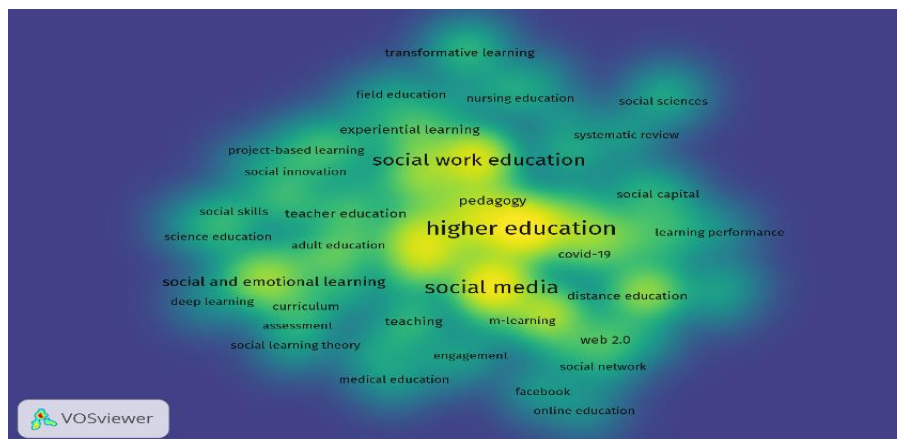 transformative learning
field education
nursing education
social sciences
experiential learning
systematic review
project-based learning
social work education
social innovation
social capital
pedagogy
social skills
teacher education
higher education
learning performance
science education
adult education
covid-19
social and emotional learning
social media
distance education
deep learning
curriculum
assessment
teaching
m-learning
web 2.0
social learning theory
engagement
social network
medical education
facebook
online education
VOSviewer